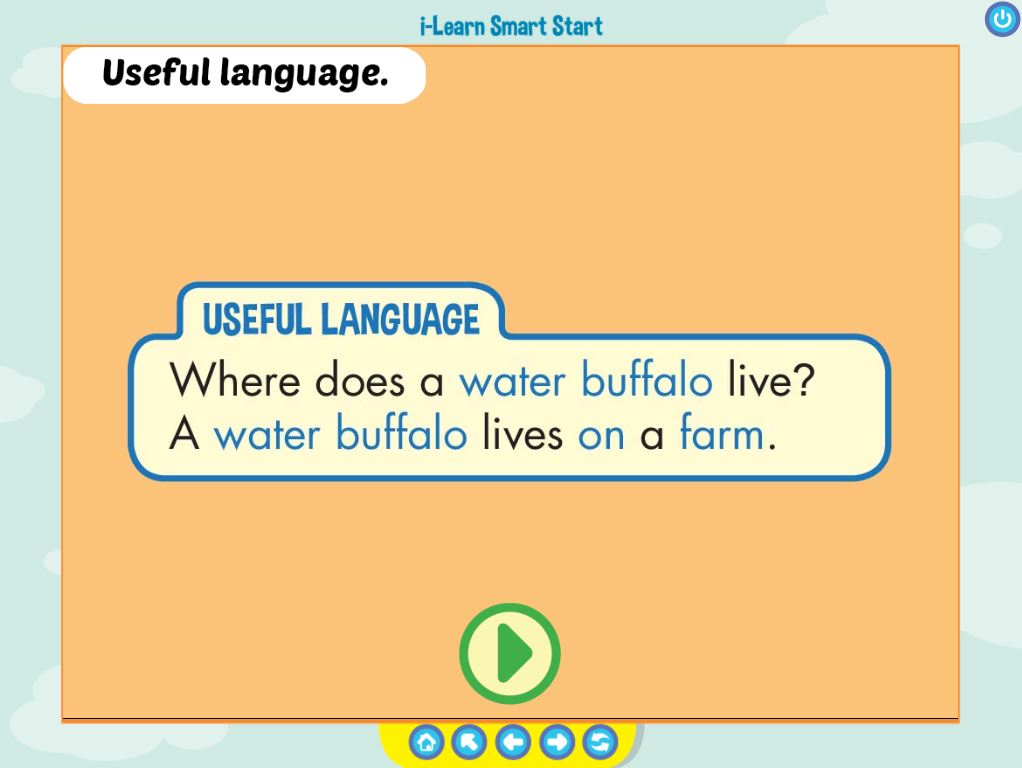 i-Learn Smart Start
Useful language.
USEFUL LANGUAGE
Where does a water buffalo live?
A water buffalo lives on a farm.